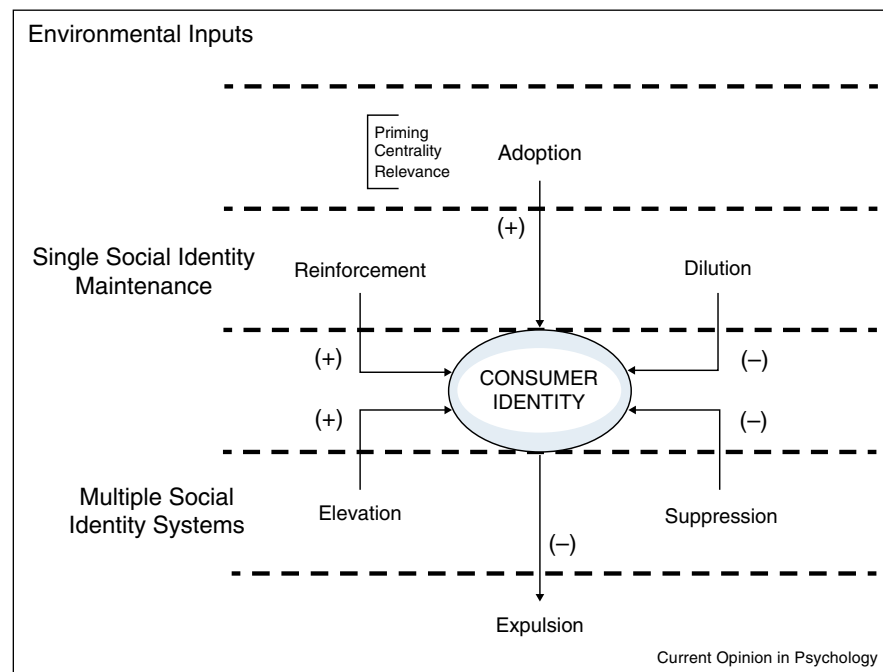 Environmental Inputs
Priming
Centrality
Relevance
Adoption
(+)
Single Social Identity
Maintenance
Reinforcement
Dilution
(+)
CONSUMER
IDENTITY
(–)
(+)
(–)
Multiple Social
Identity Systems
Elevation
Suppression
(–)
Expulsion
Current Opinion in Psychology